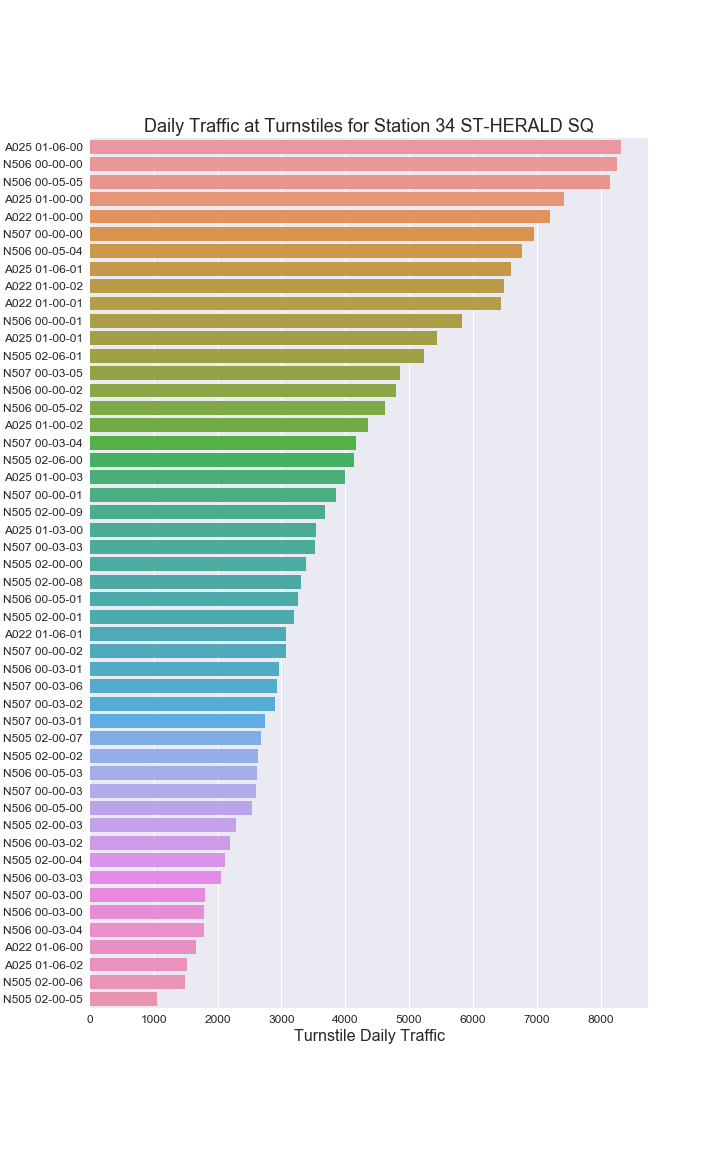 Daily Traffic at Turnstiles for Station 34 ST-HERALD SQ
A025 01-06-00
N506 00-00-00
N506 00-05-05
A025 01-00-00
A022 01-00-00
N507 00-00-00
N506 00-05-04
A025 01-06-01
A022 01-00-02
A022 01-00-01
N506 00-00-01
A025 01-00-01
N505 02-06-01
N507 00-03-05
N506 00-00-02
N506 00-05-02
A025 01-00-02
N507 00-03-04
N505 02-06-00
A025 01-00-03
N507 00-00-01
N505 02-00-09
A025 01-03-00
N507 00-03-03
N505 02-00-00
N505 02-00-08
N506 00-05-01
N505 02-00-01
A022 01-06-01
N507 00-00-02
N506 00-03-01
N507 00-03-06
N507 00-03-02
N507 00-03-01
N505 02-00-07
N505 02-00-02
N506 00-05-03
N507 00-00-03
N506 00-05-00
N505 02-00-03
N506 00-03-02
N505 02-00-04
N506 00-03-03
N507 00-03-00
N506 00-03-00
N506 00-03-04
A022 01-06-00
A025 01-06-02
N505 02-00-06
N505 02-00-05
0 1000 2000 3000 4000 5000 6000 7000 8000
Turnstile Daily Traffic